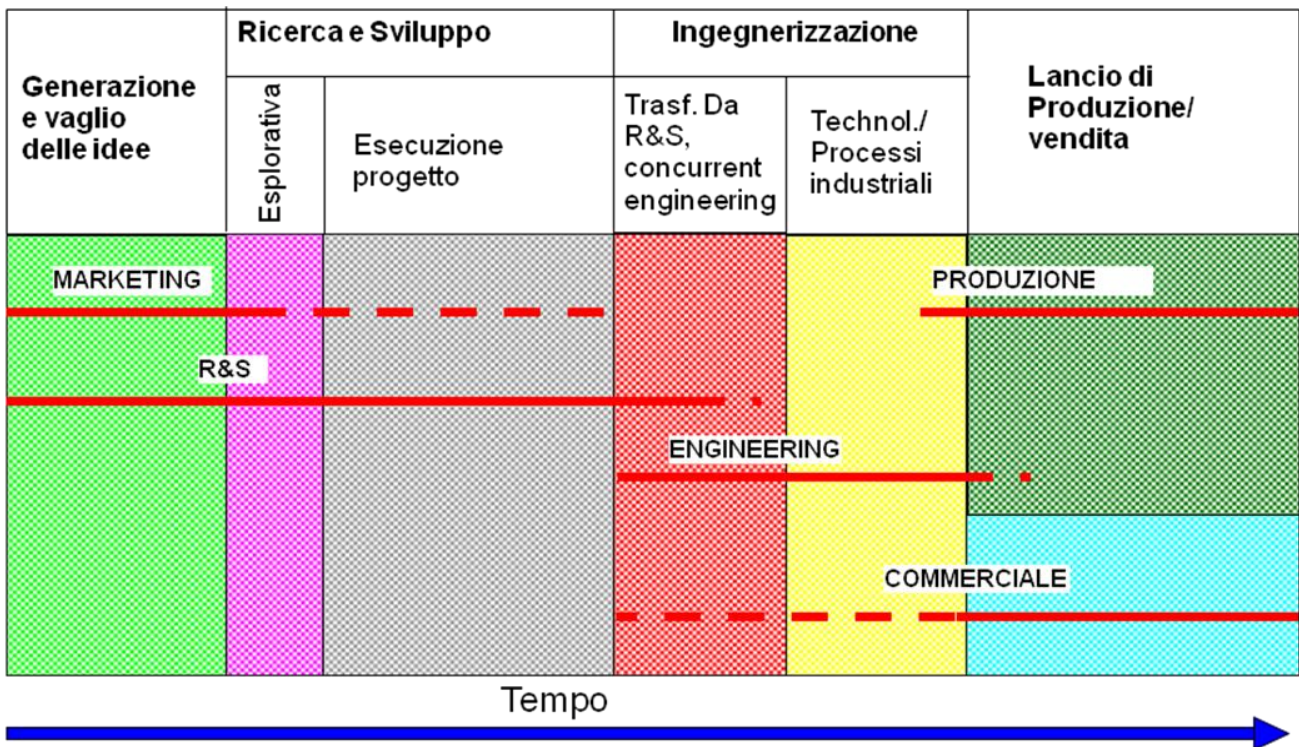 Ricerca e Sviluppo
Ingegnerizzazione
Generazione
e vaglio
delle idee
Esplorativa
Esecuzione
progetto
Trasf. Da
R&S,
concurrent
engineering
Technol./
Processi
industriali
Lancio di
Produzione/
vendita
MARKETING
PRODUZIONE
R&S
ENGINEERING
COMMERCIALE
Tempo